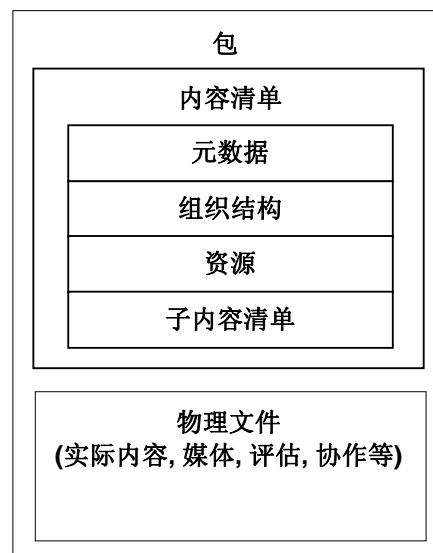 包
内容清单
元数据
组织结构
资源
子内容清单
物理文件
(实际内容, 媒体, 评估, 协作等)